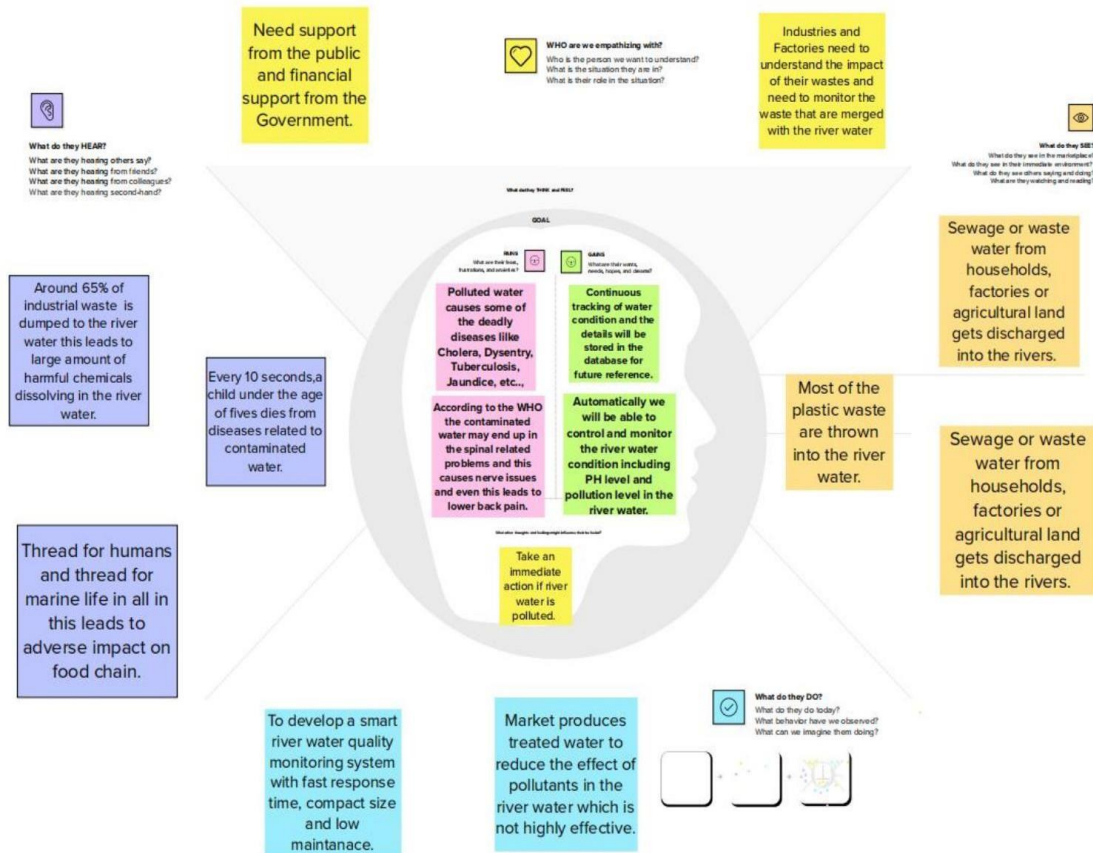 Need support
from the public
and financial
support from the
Government.
WHO are we empathizing with?
Who is the person we want to understand?
What is the situation they are in?
What is their role in the situation?
Industries and
Factories need to
understand the impact
of their wastes and
need to monitor the
waste that are merged
with the river water
What do they HEAR?
What are they hearing others say?
What are they hearing from friends?
What are they hearing from colleagues?
What are they hearing second-hand?
What do they SEE?
What do they see in the marketplace?
What do they see in their immediate environment?
What do they see others saying and doing?
What are they watching and reading?
What do they THINK and FEEL?
GOAL
PAINS
What are their fears,
frustrations, and anxieties?
GAINS
What are their wants,
needs, hopes, and dreams?
Around 65% of
industrial waste is
dumped to the river
water this leads to
large amount of
harmful chemicals
dissolving in the river
water.
Every 10 seconds,a
child under the age
of fives dies from
diseases related to
contaminated
water.
Thread for humans
and thread for
marine life in all in
this leads to
adverse impact on
food chain.
Polluted water
causes some of
the deadly
diseases lilke
Cholera, Dysentry,
Tuberculosis,
Jaundice, etc..,
According to the WHO
the contaminated
water may end up in
the spinal related
problems and this
causes nerve issues
and even this leads to
lower back pain.
Continuous
tracking of water
condition and the
details will be
stored in the
database for
future reference.
Automatically we
will be able to
control and monitor
the river water
condition including
PH level and
pollution level in the
river water.
Most of the
plastic waste
are thrown
into the river
water.
Sewage or waste
water from
households,
factories or
agricultural land
gets discharged
into the rivers.
Sewage or waste
water from
households,
factories or
agricultural land
gets discharged
into the rivers.
What other thoughts and feelings might influence their behavior?
Take an
immediate
action if river
water is
polluted.
To develop a smart
river water quality
monitoring system
with fast response
time, compact size
and low
maintanace.
Market produces
treated water to
reduce the effect of
pollutants in the
river water which is
not highly effective.
What do they DO?
What do they do today?
What behavior have we observed?
What can we imagine them doing?